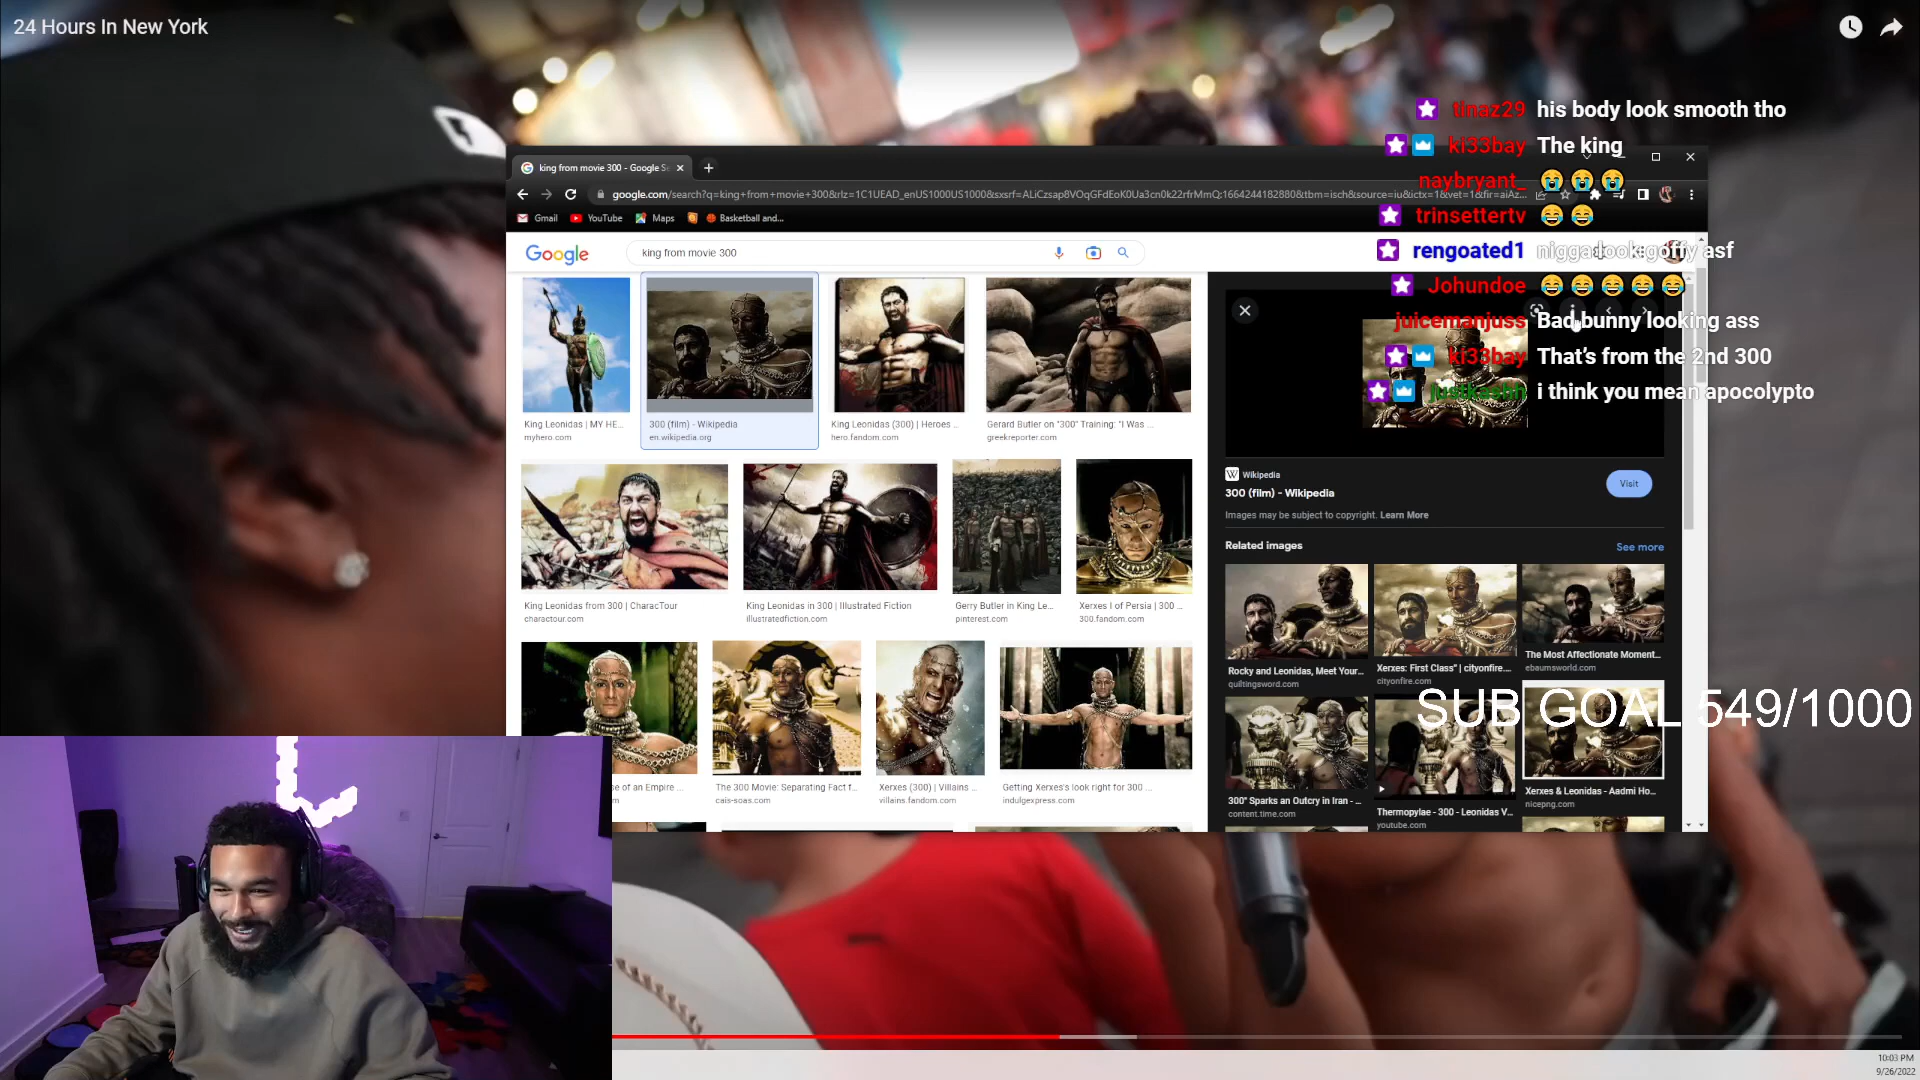 24 Hours In New York
tinaz29 his body look smooth tho
ki33bay The king
naybryant_ 😭😭😭
trinsettertv 😂😂
rengoated1 nigga look goffy asf
Johundoe 😂😂😂😂😂
juicemanjuss Bad bunny looking ass
ki33bay That's from the 2nd 300
justkashh i think you mean apocolypto
king from movie 300 - Google Se
Gmail
YouTube
Maps
Basketball and...
Google
king from movie 300
King Leonidas | MY HE...
myhero.com
300 (film) - Wikipedia
en.wikipedia.org
King Leonidas (300) | Heroes ...
hero.fandom.com
Gerard Butler on "300" Training: "I Was ...
greekreporter.com
King Leonidas from 300 | CharacTour
charactour.com
King Leonidas in 300 | Illustrated Fiction
illustratedfiction.com
Gerry Butler in King Le...
pinterest.com
Xerxes I of Persia | 300 ...
300.fandom.com
se of an Empire ...
m
The 300 Movie: Separating Fact f...
cais-soas.com
Xerxes (300) | Villains ...
villains.fandom.com
Getting Xerxes's look right for 300 ...
indulgexpress.com
Wikipedia
300 (film) - Wikipedia
Visit
Images may be subject to copyright. Learn More
Related images
See more
Rocky and Leonidas, Meet Your...
quiltingsword.com
Xerxes: First Class" | cityonfire....
cityonfire.com
The Most Affectionate Moment...
ebaumsworld.com
SUB GOAL 549/1000
300" Sparks an Outcry in Iran - ...
content.time.com
Thermopylae - 300 - Leonidas V...
youtube.com
Xerxes & Leonidas - Aadmi Ho...
nicepng.com
10:03 PM
9/26/2022